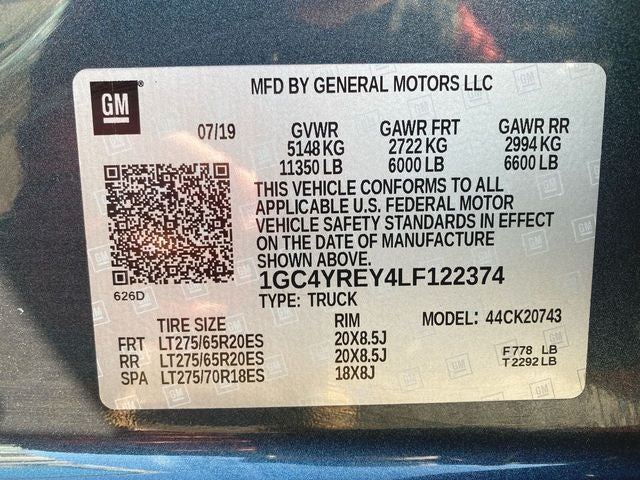 GM
MFD BY GENERAL MOTORS LLC
07/19 GVWR GAWR FRT GAWR RR
5148 KG 2722 KG 2994 KG
11350 LB 6000 LB 6600 LB
THIS VEHICLE CONFORMS TO ALL
APPLICABLE U.S. FEDERAL MOTOR
VEHICLE SAFETY STANDARDS IN EFFECT
ON THE DATE OF MANUFACTURE
SHOWN ABOVE.
626D
1GC4YREY4LF122374
TYPE: TRUCK
TIRE SIZE RIM MODEL: 44CK20743
FRT LT275/65R20ES 20X8.5J
RR LT275/65R20ES 20X8.5J
SPA LT275/70R18ES 18X8J
F 778 LB
T 2292 LB